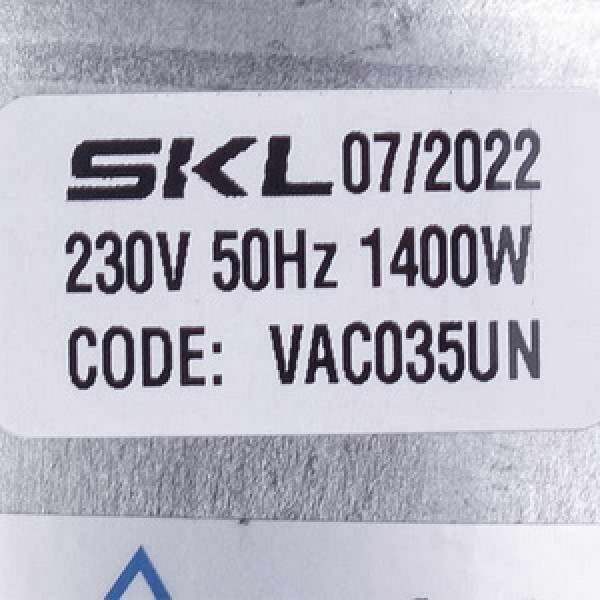 SKL 07/2022
230V 50Hz 1400W
CODE: VAC035UN